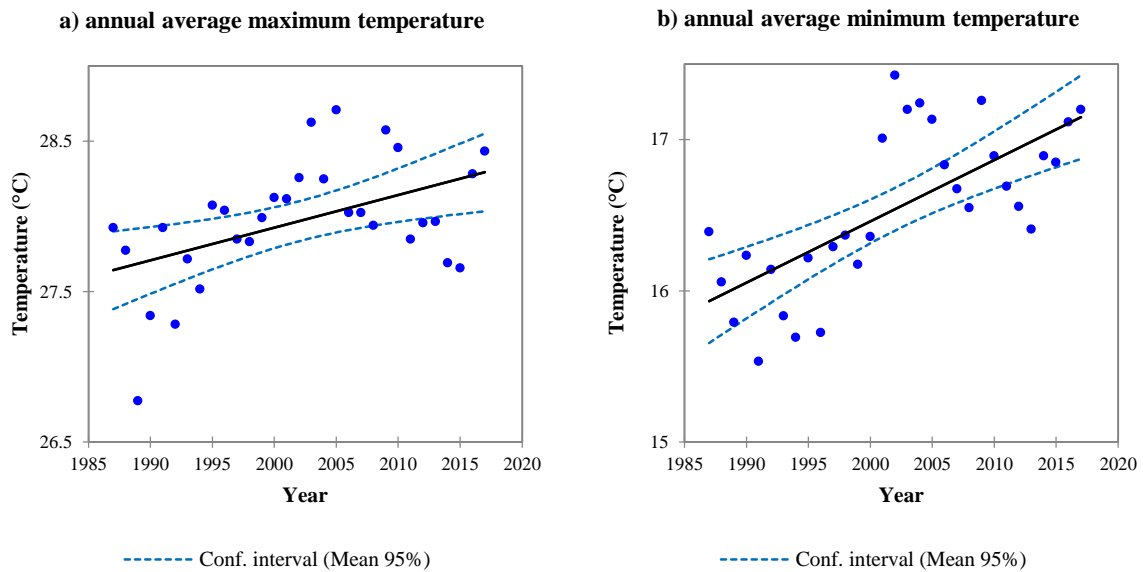 a) annual average maximum temperature
28.5
27.5
26.5
Temperature (°C)
1985 1990 1995 2000 2005 2010 2015 2020
Year
Conf. interval (Mean 95%)
b) annual average minimum temperature
17
16
15
Temperature (°C)
1985 1990 1995 2000 2005 2010 2015 2020
Year
Conf. interval (Mean 95%)